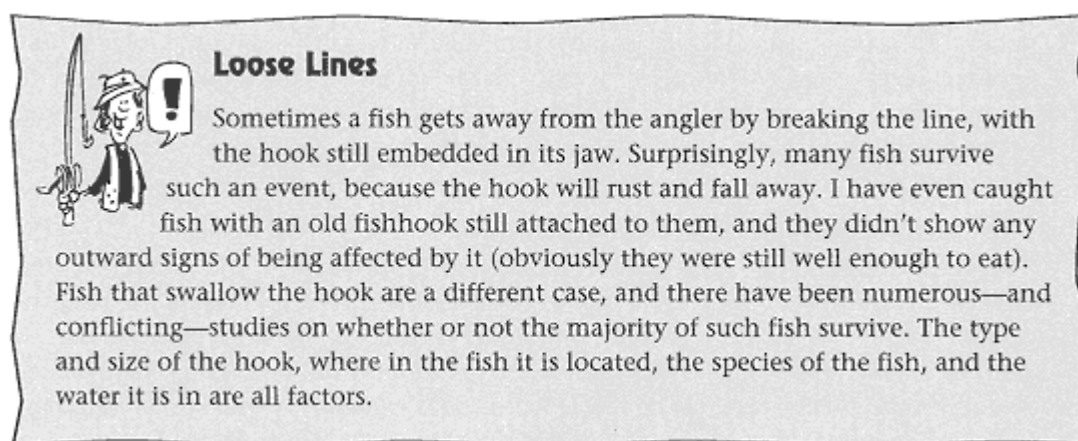 !
Loose Lines
Sometimes a fish gets away from the angler by breaking the line, with
the hook still embedded in its jaw. Surprisingly, many fish survive
such an event, because the hook will rust and fall away. I have even caught
fish with an old fishhook still attached to them, and they didn't show any
outward signs of being affected by it (obviously they were still well enough to eat).
Fish that swallow the hook are a different case, and there have been numerous—and
conflicting—studies on whether or not the majority of such fish survive. The type
and size of the hook, where in the fish it is located, the species of the fish, and the
water it is in are all factors.